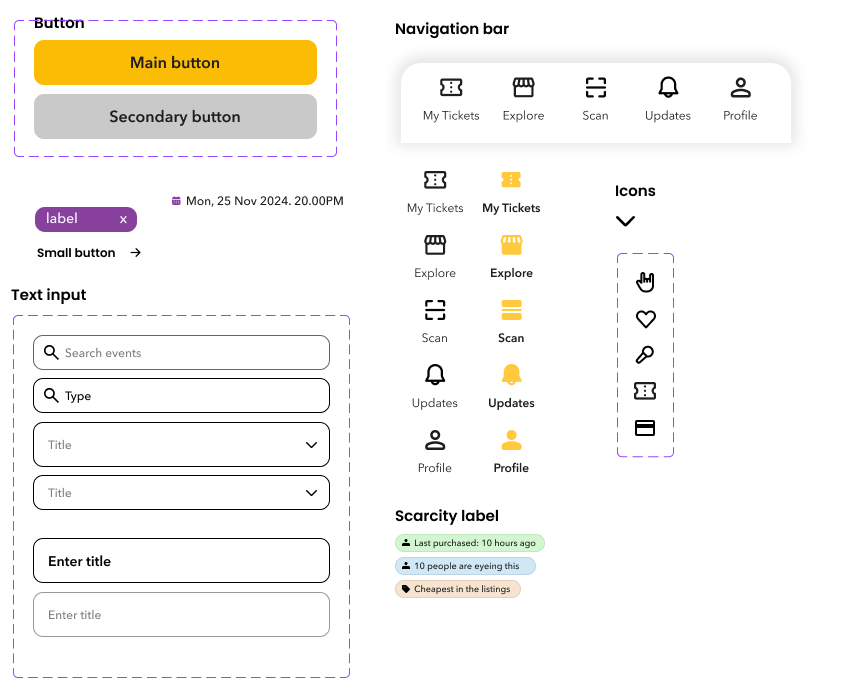 Button
Main button
Secondary button
Mon, 25 Nov 2024. 20.00PM
label x
Small button
Text input
Search events
Type
Title
Title
Enter title
Enter title
Navigation bar
My Tickets Explore Scan Updates Profile
My Tickets My Tickets
Explore Explore
Scan Scan
Updates Updates
Profile Profile
Icons
Scarcity label
Last purchased: 10 hours ago
10 people are eyeing this
Cheapest in the listings